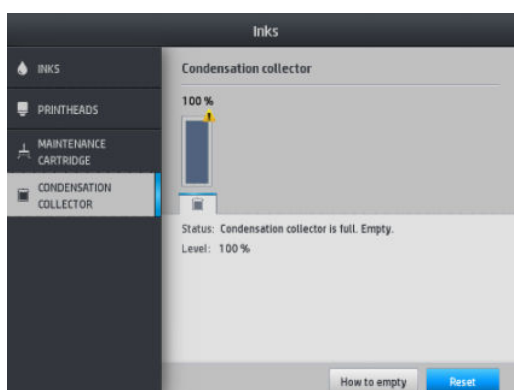 Inks
INKS
PRINTHEADS
MAINTENANCE
CARTRIDGE
CONDENSATION
COLLECTOR
Condensation collector
100 %
Status: Condensation collector is full. Empty.
Level: 100 %
How to empty
Reset